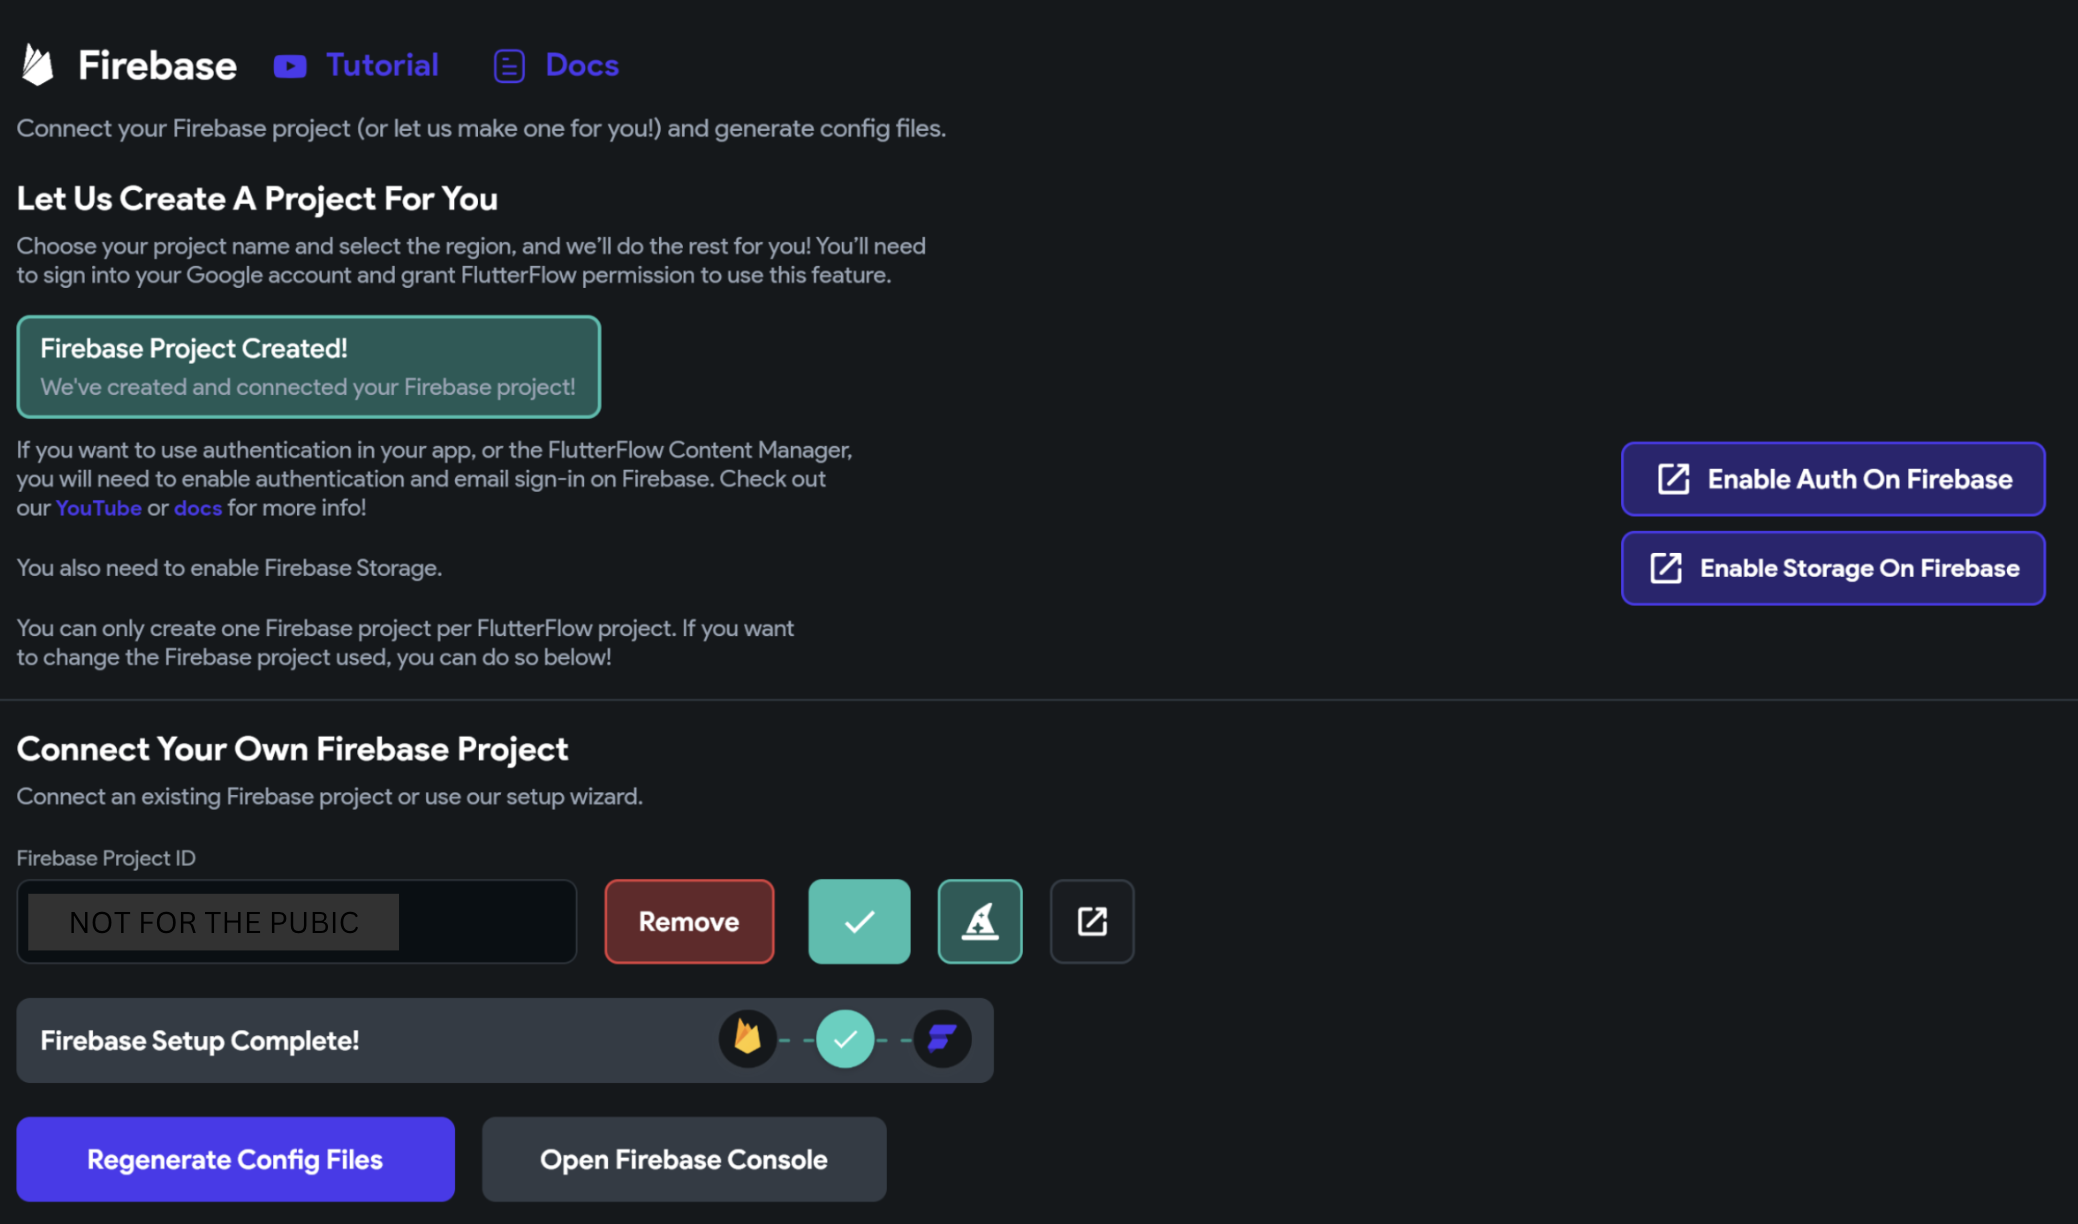 Firebase Tutorial Docs
Connect your Firebase project (or let us make one for you!) and generate config files.
Let Us Create A Project For You
Choose your project name and select the region, and we'll do the rest for you! You'll need
to sign into your Google account and grant FlutterFlow permission to use this feature.
Firebase Project Created!
We've created and connected your Firebase project!
If you want to use authentication in your app, or the FlutterFlow Content Manager,
you will need to enable authentication and email sign-in on Firebase. Check out
our YouTube or docs for more info!
Enable Auth On Firebase
You also need to enable Firebase Storage.
Enable Storage On Firebase
You can only create one Firebase project per FlutterFlow project. If you want
to change the Firebase project used, you can do so below!
Connect Your Own Firebase Project
Connect an existing Firebase project or use our setup wizard.
Firebase Project ID
NOT FOR THE PUBIC
Remove
Firebase Setup Complete!
Regenerate Config Files
Open Firebase Console